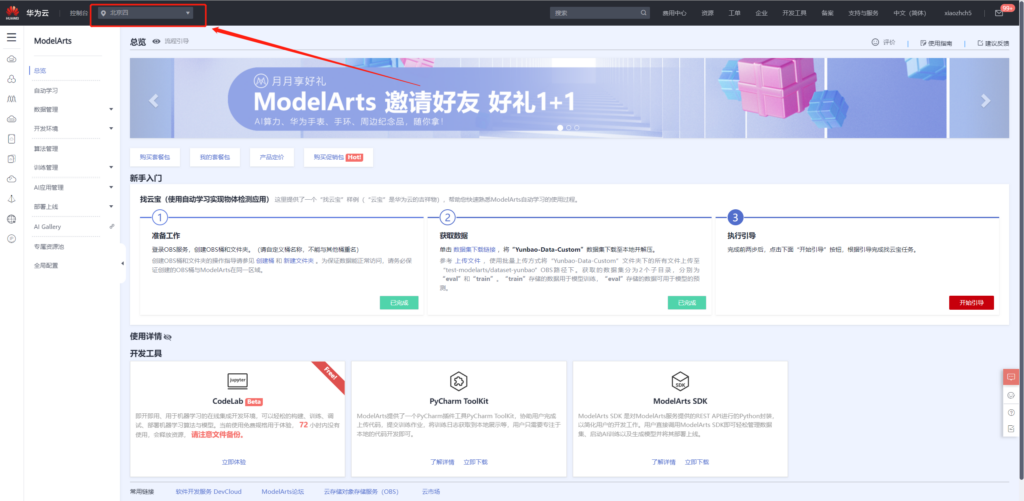 HUAWEI
华为云
控制台
北京四
搜索
费用中心
资源
工单
企业
开发工具
备案
支持与服务
中文 (简体)
xiaozhch5
99+
ModelArts
总览
自动学习
数据管理
开发环境
算法管理
训练管理
AI应用管理
部署上线
AI Gallery
专属资源池
全局配置
总览
流程引导
评价
使用指南
建议反馈
月月享好礼
ModelArts 邀请好友 好礼1+1
AI算力、华为手表、手环、周边纪念品，随你拿!
购买套餐包
我的套餐包
产品定价
购买促销包 Hot!
新手入门
找云宝（使用自动学习实现物体检测应用） 这里提供了一个 "找云宝" 样例（ "云宝" 是华为云的吉祥物），帮助您快速熟悉ModelArts自动学习的使用过程。
1
准备工作
登录OBS服务，创建OBS桶和文件夹。（请自定义桶名称，不能与其他桶重名）
创建OBS桶和文件夹的操作指导请参见 创建桶 和 新建文件夹 。为保证数据能正常访问，请务必保
证创建的OBS桶与ModelArts在同一区域。
已完成
2
获取数据
单击 数据集下载链接 ，将 "Yunbao-Data-Custom" 数据集下载至本地并解压。
参考 上传文件 ，使用批量上传方式将 "Yunbao-Data-Custom" 文件夹下的所有文件上传至
"test-modelarts/dataset-yunbao" OBS路径下。获取的数据集分为2个子目录，分别为
"eval" 和 "train" 。 "train" 存储的数据用于模型训练， "eval" 存储的数据可用于模型的预
测。
已完成
3
执行引导
完成前两步后，点击下面 "开始引导" 按钮，根据引导完成找云宝任务。
开始引导
使用详情
开发工具
Free!
jupyter
CodeLab Beta
即开即用，用于机器学习的在线集成开发环境，可以轻松的构建、训练、调
试、部署机器学习算法与模型。当前使用免费规格用于体验， 72 小时内没有
使用，会释放资源， 请注意文件备份。
立即体验
PyCharm ToolKit
ModelArts提供了一个PyCharm插件工具PyCharm ToolKit，协助用户完成
上传代码、提交训练作业、将训练日志获取到本地展示等，用户只需要专注于
本地的代码开发即可。
了解详情
立即下载
SDK
ModelArts SDK
ModelArts SDK 是对ModelArts服务提供的REST API进行的Python封装，
以简化用户的开发工作。用户直接调用ModelArts SDK即可轻松管理数据
集、启动AI训练以及生成模型并将其部署上线。
了解详情
立即下载
常用链接
软件开发服务 DevCloud
ModelArts论坛
云存储对象存储服务（OBS）
云市场